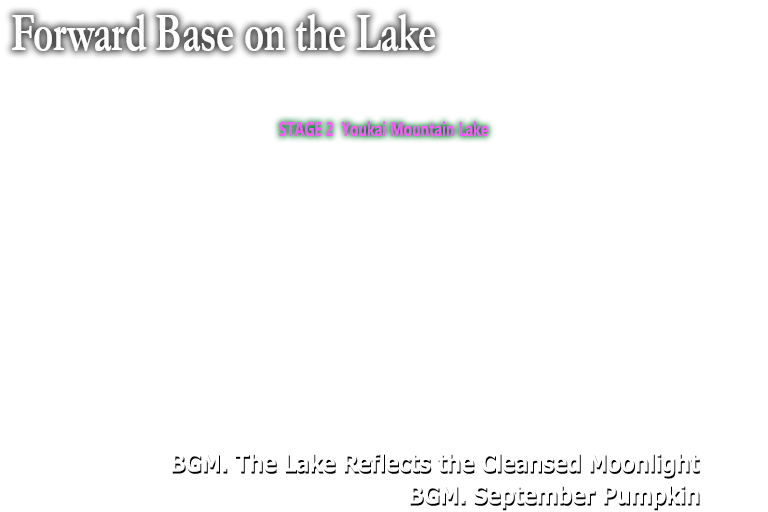 Forward Base on the Lake
STAGE 2 Youkai Mountain Lake
BGM. The Lake Reflects the Cleansed Moonlight
BGM. September Pumpkin